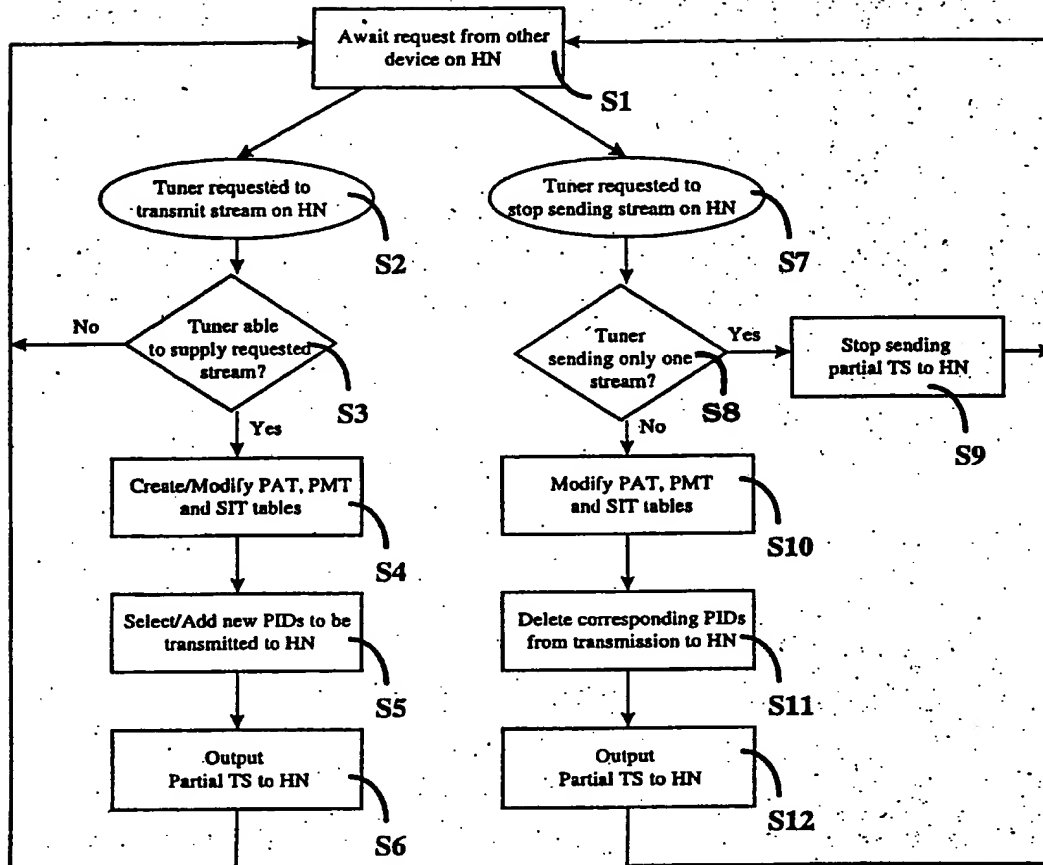 Await request from other
device on HN
S1
Tuner requested to
transmit stream on HN
S2
Tuner requested to
stop sending stream on HN
S7
No
Tuner able
to supply requested
stream?
S3
Yes
Tuner
sending only one
stream?
S8
Yes
No
Stop sending
partial TS to HN
S9
Create/Modify PAT, PMT
and SIT tables
S4
Modify PAT, PMT
and SIT tables
S10
Select/Add new PIDs to be
transmitted to HN
S5
Delete corresponding PIDs
from transmission to HN
S11
Output
Partial TS to HN
S6
Output
Partial TS to HN
S12